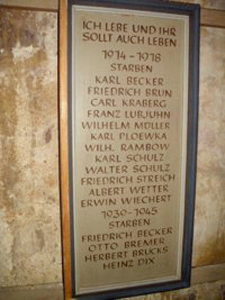 ICH LEBE UND IHR
SOLLT AUCH LEBEN
1914-1918
STARBEN
KARL BECKER
FRIEDRICH BRUN
CARL KRABERG
FRANZ LUBJUHN
WILHELM MÜLLER
KARL PLOEWKA
WILH. RAMBOW
KARL SCHULZ
WALTER SCHULZ
FRIEDRICH STREICH
ALBERT WETTER
ERWIN WIECHERT
1939-1945
STARBEN
FRIEDRICH BECKER
OTTO BREMER
HERBERT BRUCKS
HEINZ DIX